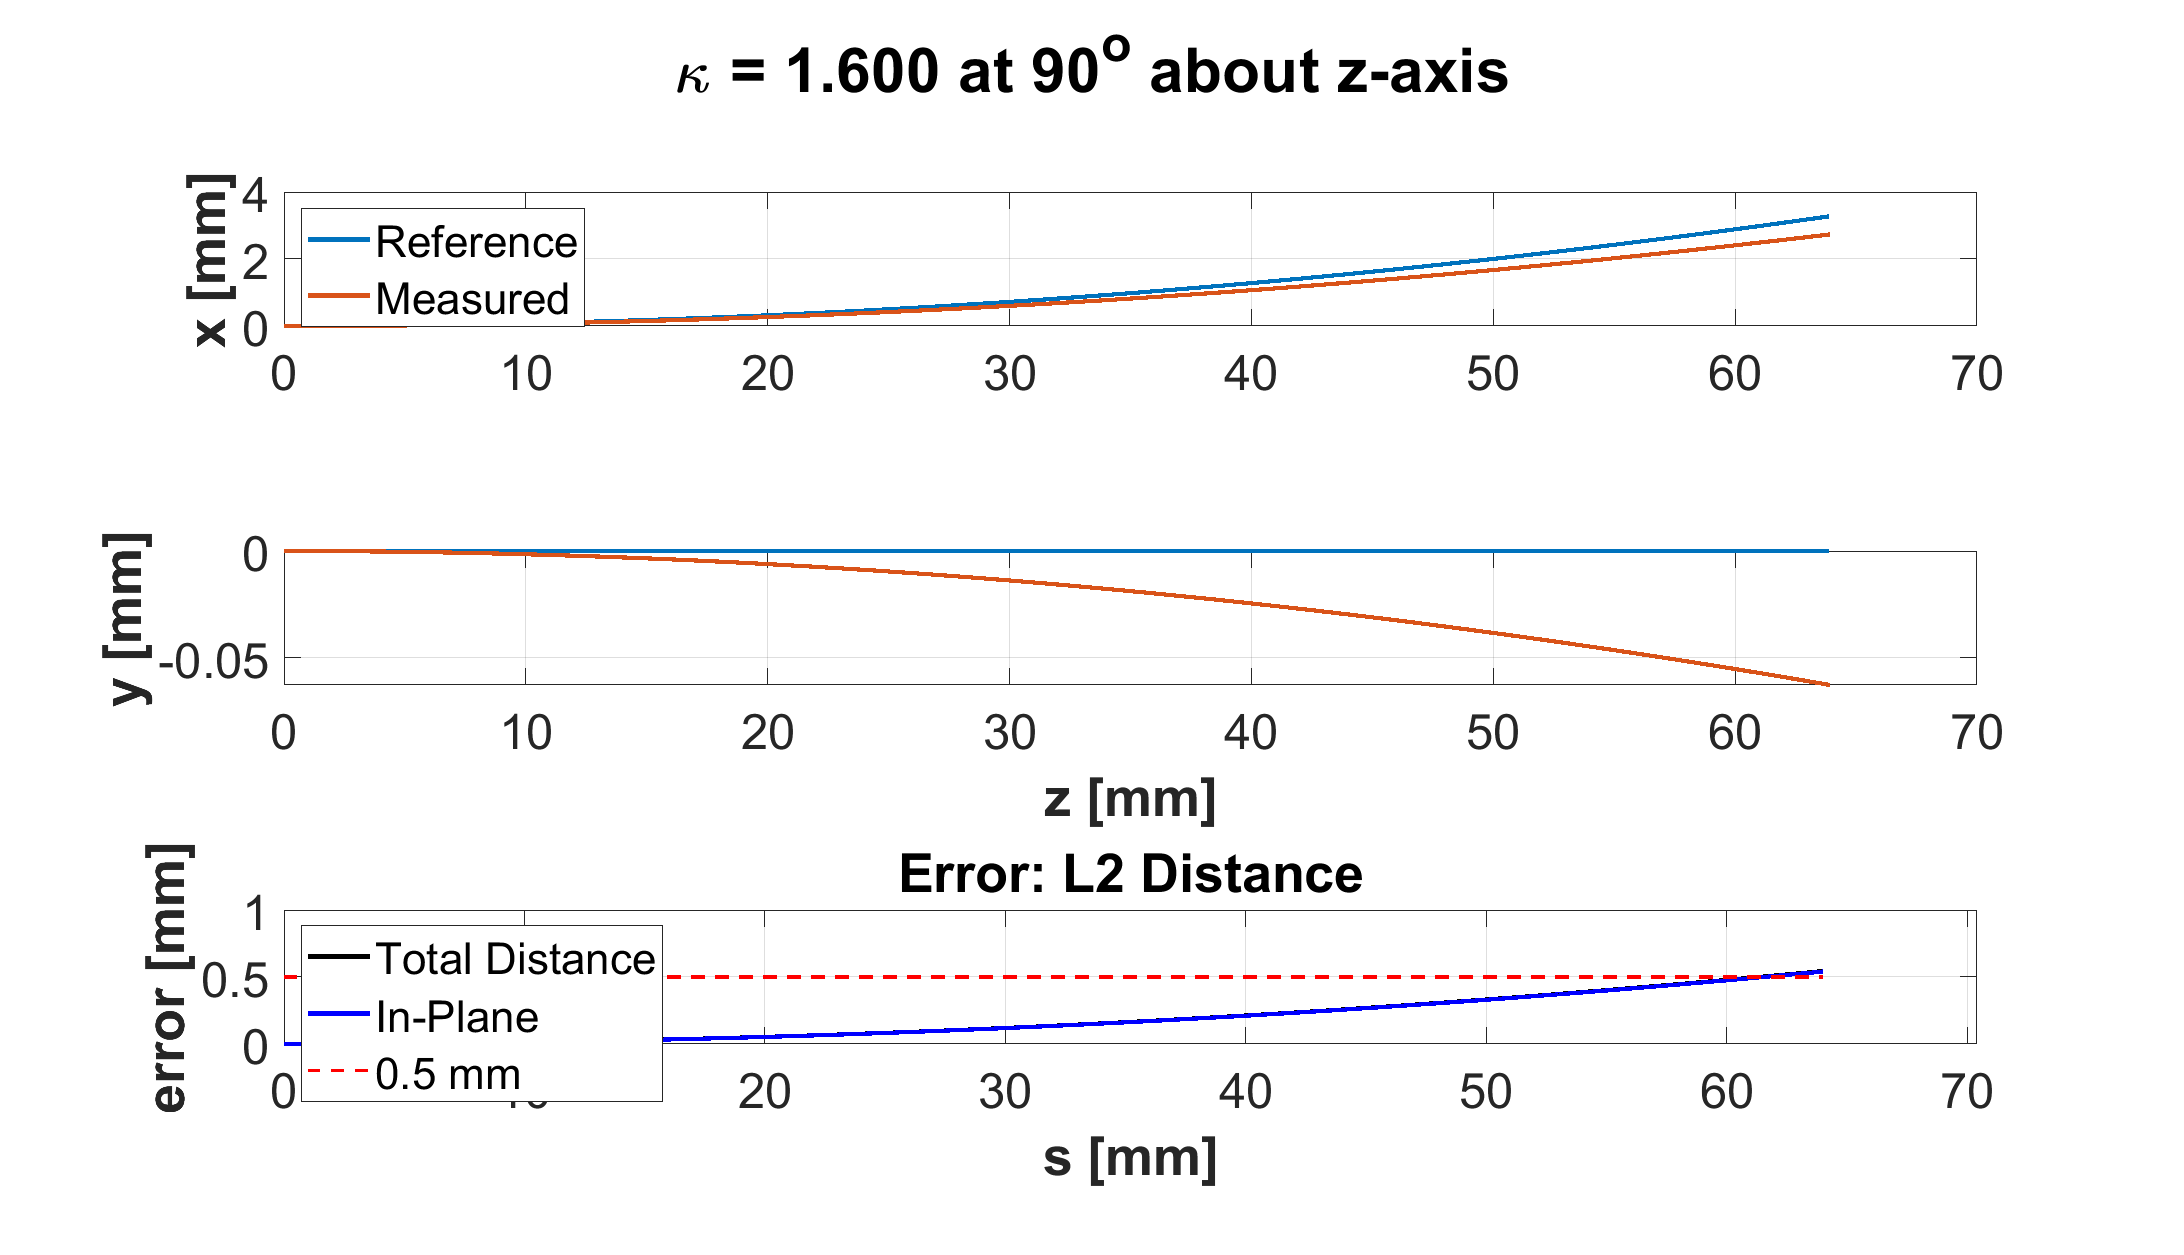 κ = 1.600 at 90° about z-axis
x [mm]
4
2
0
Reference
Measured
0 10 20 30 40 50 60 70
y [mm]
0
-0.05
0 10 20 30 40 50 60 70
z [mm]
Error: L2 Distance
error [mm]
1
0.5
0
Total Distance
In-Plane
0.5 mm
0 20 30 40 50 60 70
s [mm]